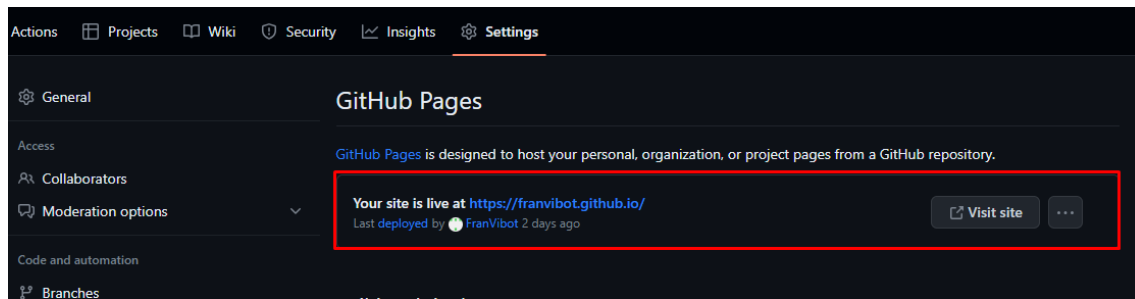 Actions Projects Wiki Security Insights Settings
General
Access
Collaborators
Moderation options
Code and automation
Branches
GitHub Pages
GitHub Pages is designed to host your personal, organization, or project pages from a GitHub repository.
Your site is live at https://franvibot.github.io/
Last deployed by FranVibot 2 days ago
Visit site